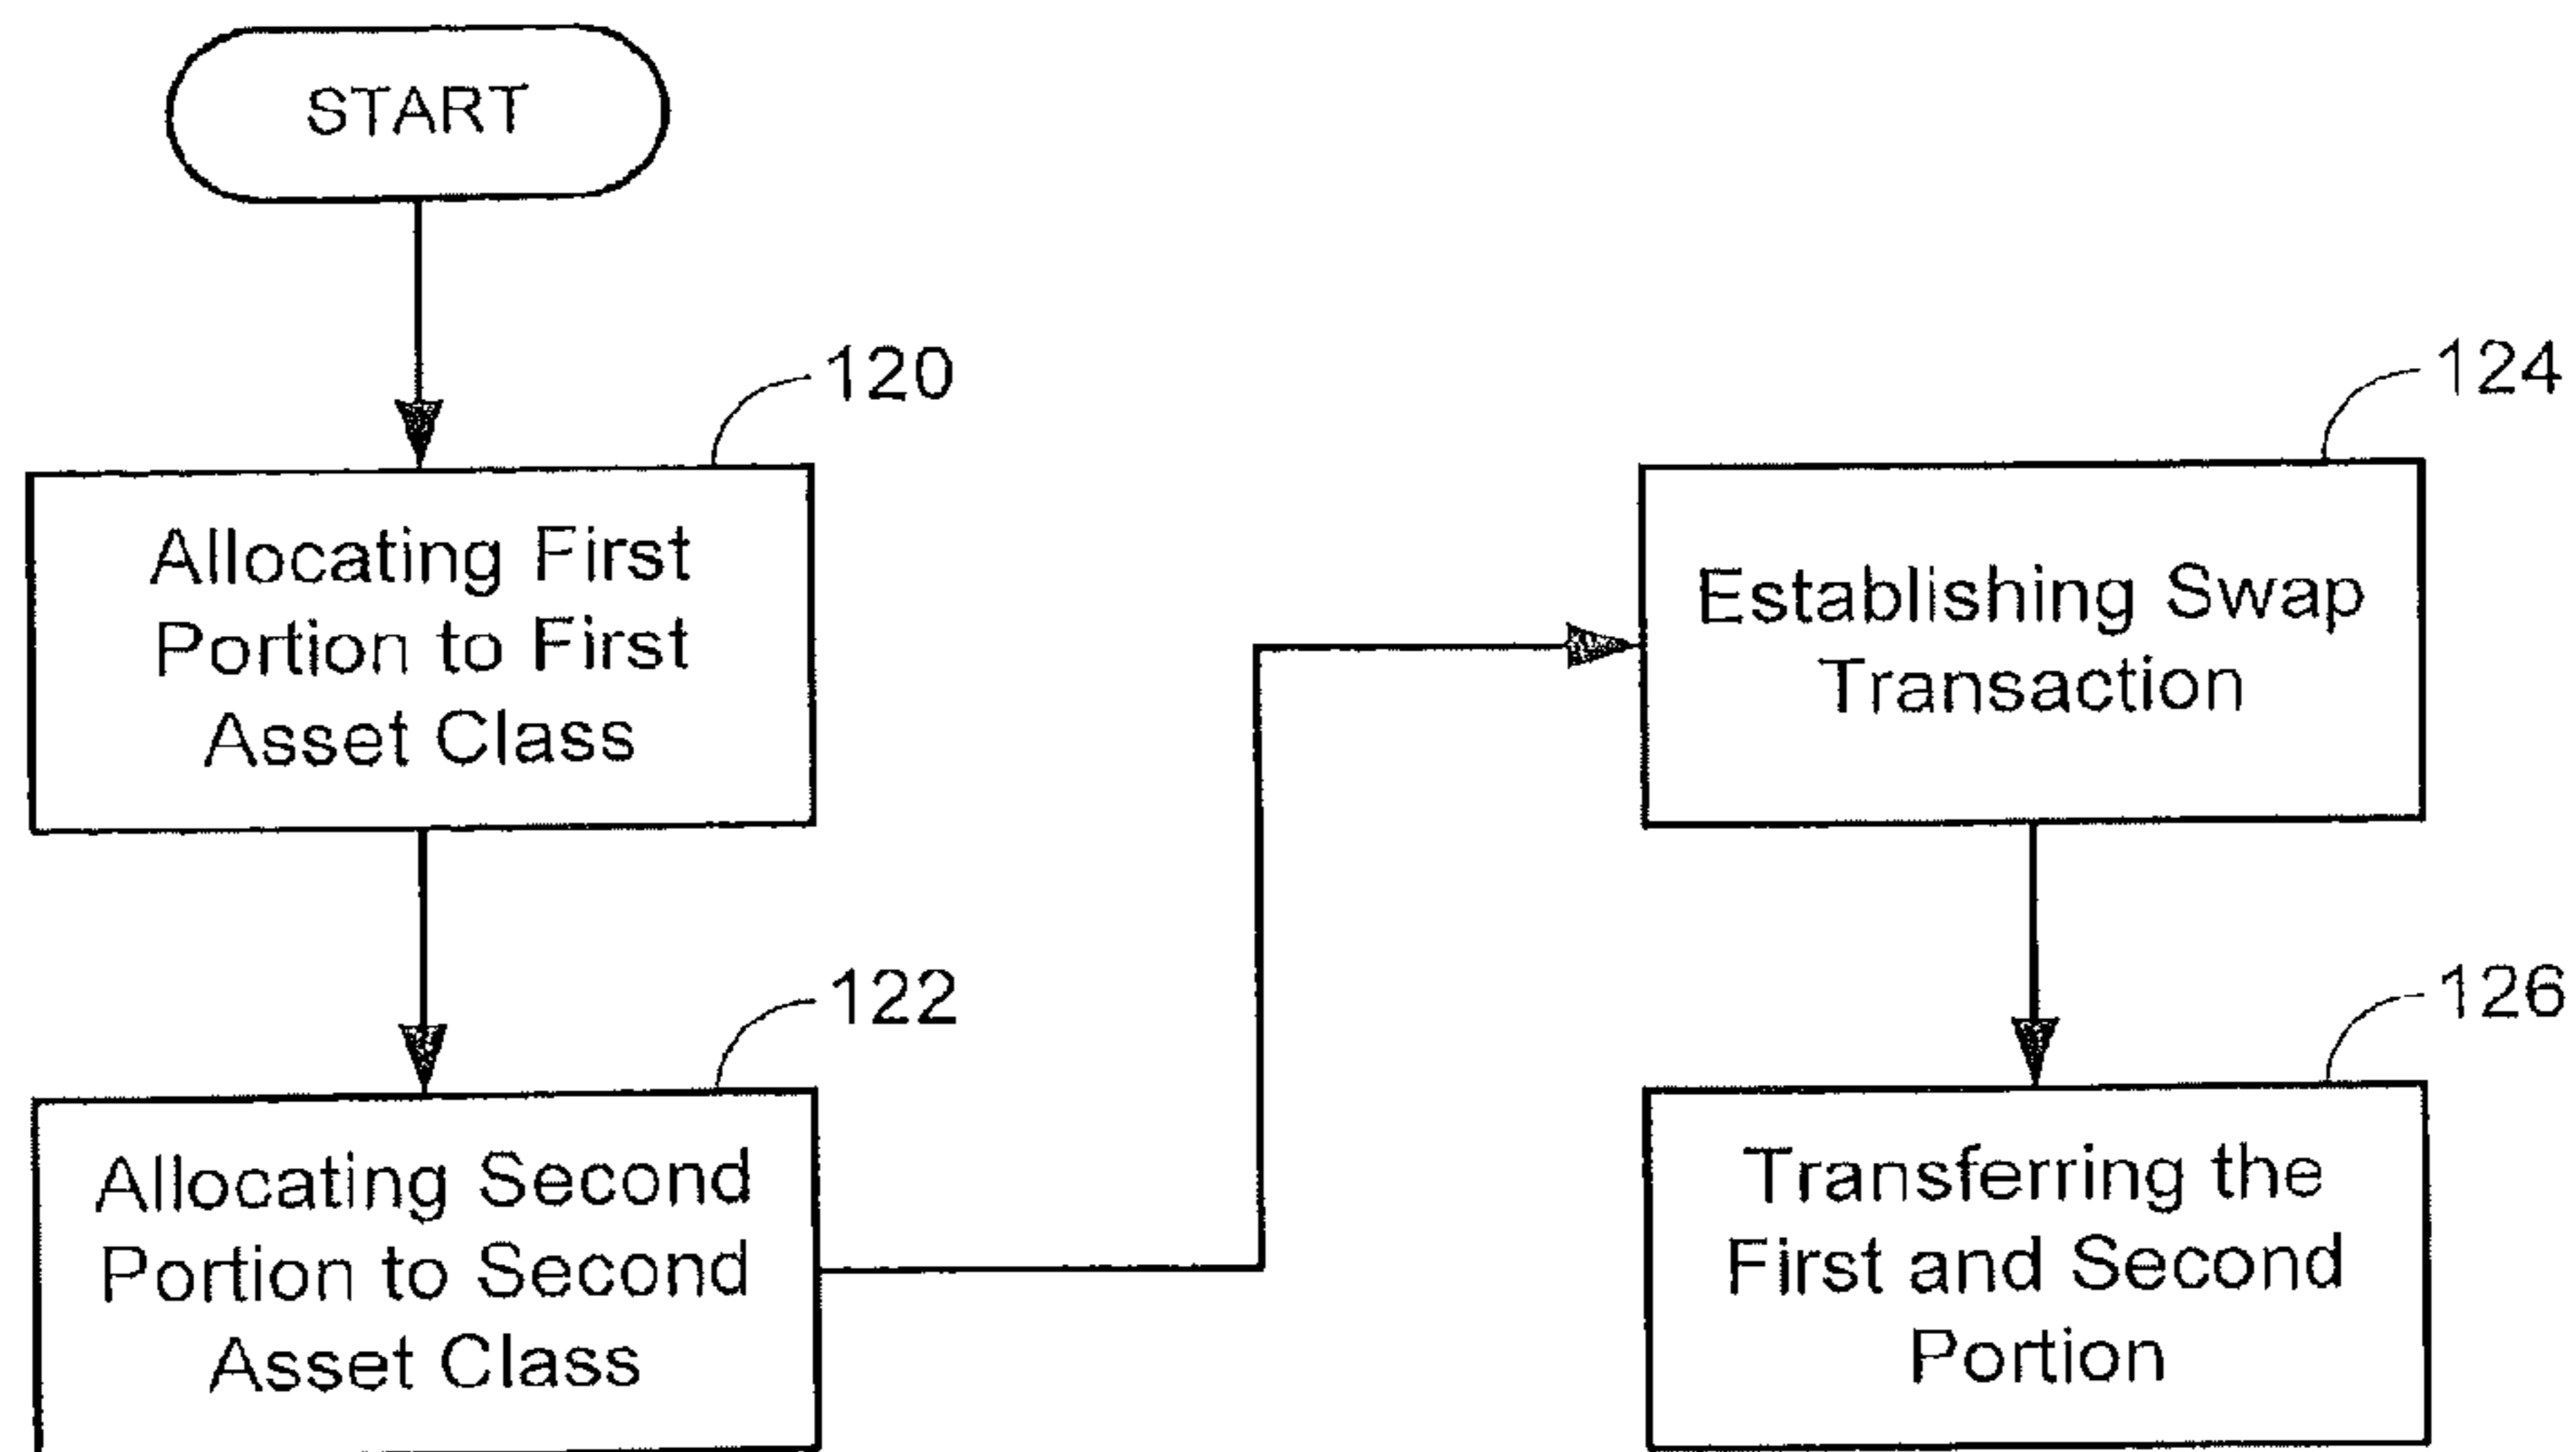 START
120
Allocating First
Portion to First
Asset Class
122
Allocating Second
Portion to Second
Asset Class
124
Establishing Swap
Transaction
126
Transferring the
First and Second
Portion